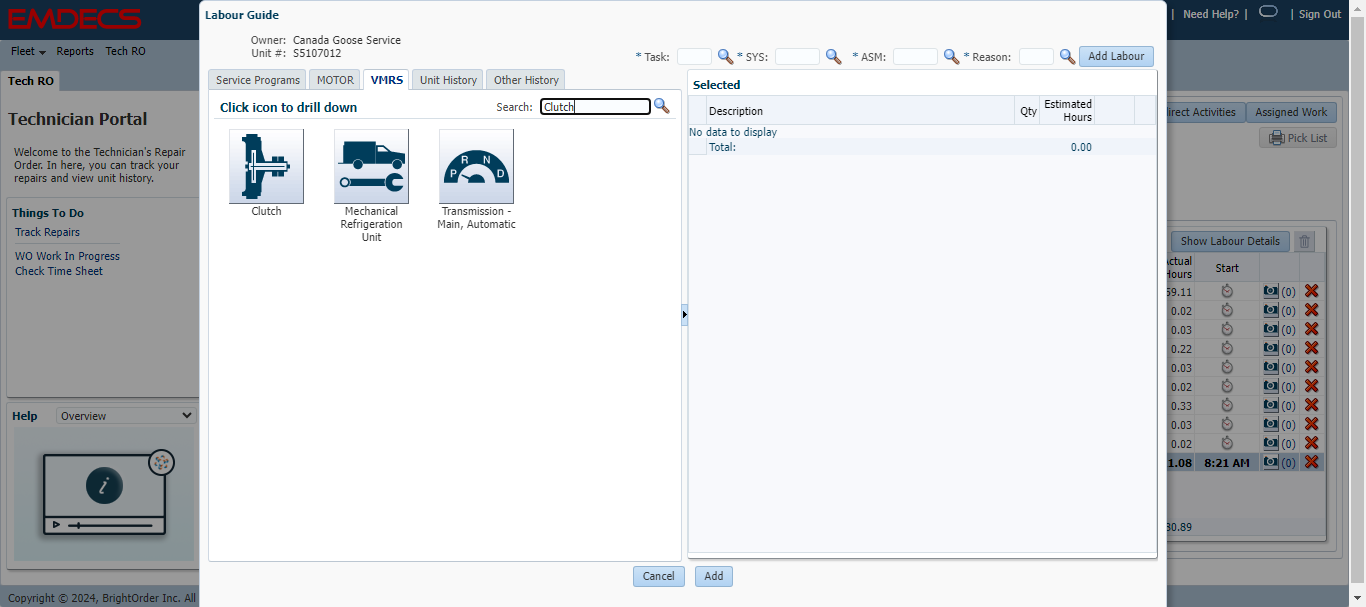 EMDECS
Need Help? |
| Sign Out
Fleet
Reports
Tech RO
Tech RO
Technician Portal
Welcome to the Technician's Repair
Order. In here, you can track your
repairs and view unit history.
Things To Do
Track Repairs
WO Work In Progress
Check Time Sheet
Help
Overview
Copyright © 2024, BrightOrder Inc. All
Labour Guide
Owner: Canada Goose Service
Unit #: S5107012
* Task:
* SYS:
* ASM:
* Reason:
Add Labour
Service Programs
MOTOR
VMRS
Unit History
Other History
Click icon to drill down
Search: Clutch
Clutch
Mechanical
Refrigeration
Unit
P R N D
Transmission -
Main, Automatic
Selected
Description
Qty
Estimated
Hours
No data to display
Total: 0.00
Cancel
Add
irect Activities
Assigned Work
Pick List
Show Labour Details
Actual
Hours
Start
59.11 (0)
0.02 (0)
0.03 (0)
0.22 (0)
0.03 (0)
0.02 (0)
0.33 (0)
0.03 (0)
0.02 (0)
1.08 8:21 AM (0)
30.89